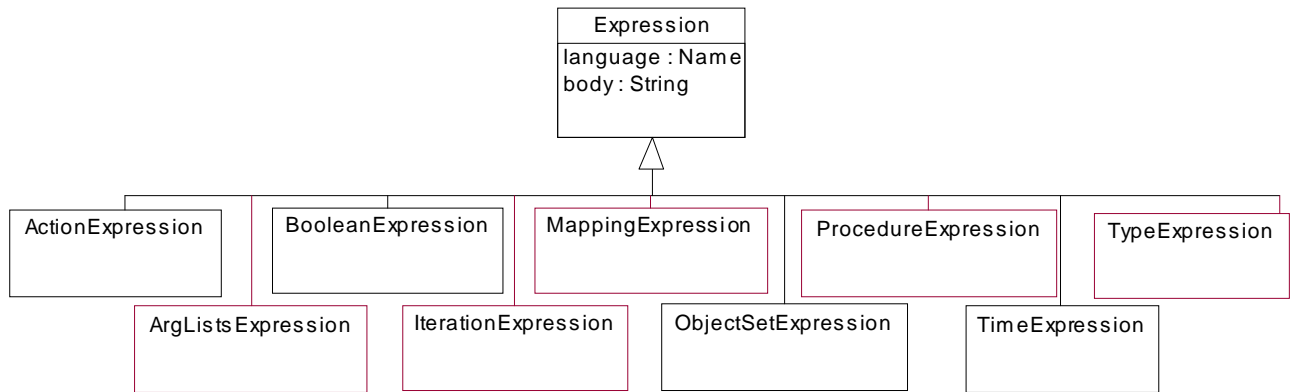 Expression
language : Name
body : String
ActionExpression
BooleanExpression
MappingExpression
ProcedureExpression
TypeExpression
ArgListsExpression
IterationExpression
ObjectSetExpression
TimeExpression